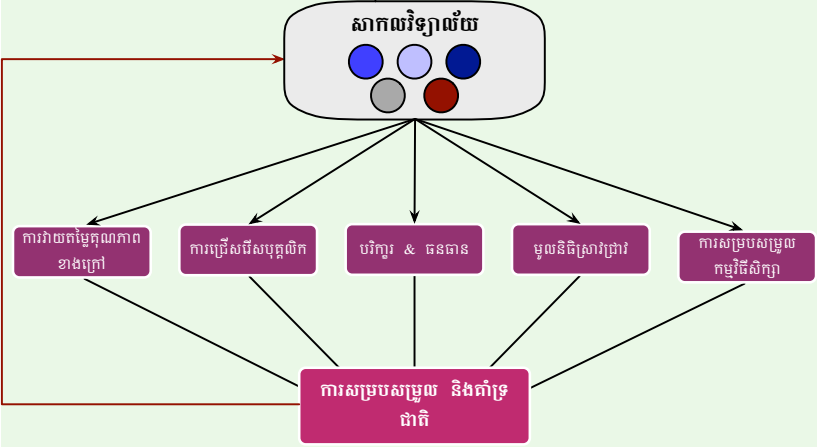 សាកលវិទ្យាល័យ
ការវាយតម្លៃគុណភាព
ខាងក្រៅ
ការជ្រើសរើសបុគ្គលិក
បរិក្ខារ & ធនធាន
មូលនិធិស្រាវជ្រាវ
ការសម្របសម្រួល
កម្មវិធីសិក្សា
ការសម្របសម្រួល និងគាំទ្រ
ជាតិ